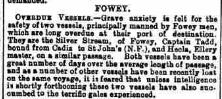 FOWEY.
OVERDUE VESSELS.—Grave anxiety is felt for the
safety of two vessels, principally manned by Fowey men,
which are long overdue at their port of destination.
They are the Silver Stream, of Fowey, Captain Tadd,
bound from Cadiz to St John's (N.F.), and Hesela, Ellery
master, on a similar passage. Both vessels have been a
great number of days over the average length of passage,
and as a number of other vessels have been recently lost
on the same voyage, it is feared that unless intelligence
is shortly forthcoming these two vessels have also suc-
cumbed to the terrific gales experienced.